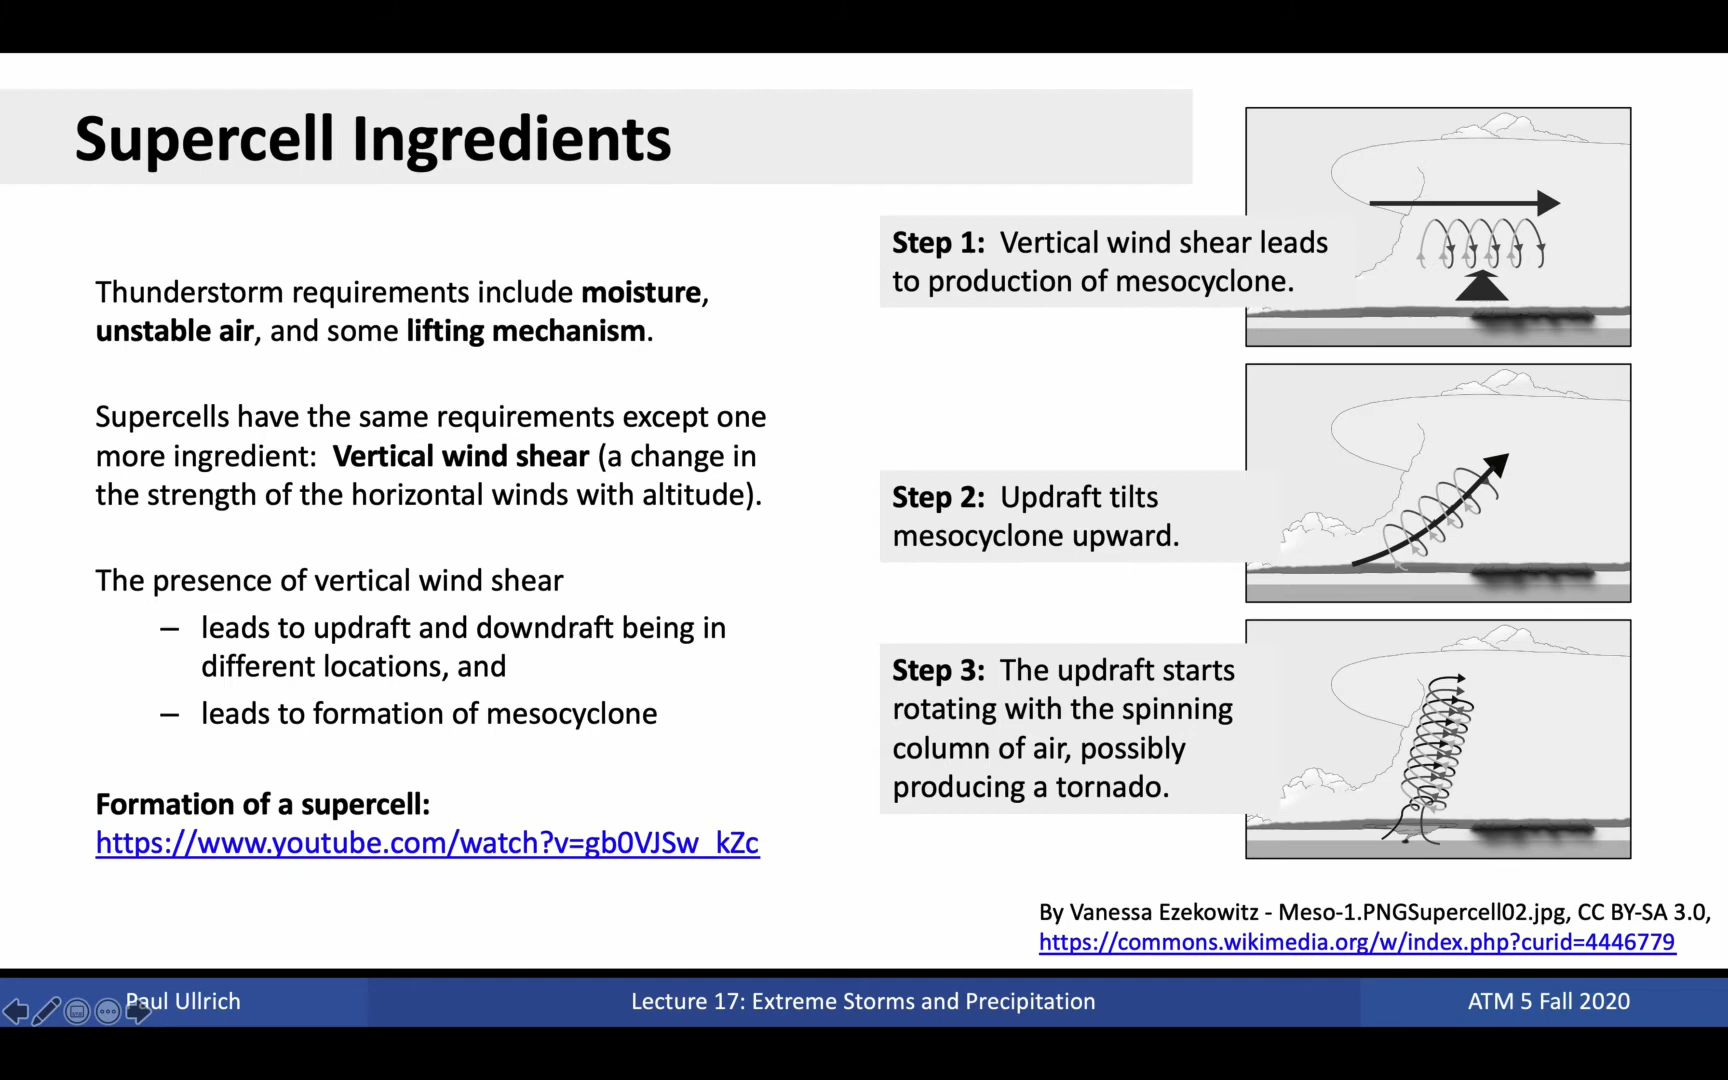 Supercell Ingredients
Thunderstorm requirements include moisture,
unstable air, and some lifting mechanism.
Supercells have the same requirements except one
more ingredient: Vertical wind shear (a change in
the strength of the horizontal winds with altitude).
The presence of vertical wind shear
– leads to updraft and downdraft being in
different locations, and
– leads to formation of mesocyclone
Formation of a supercell:
https://www.youtube.com/watch?v=gb0VJSw_kZc
Step 1: Vertical wind shear leads
to production of mesocyclone.
Step 2: Updraft tilts
mesocyclone upward.
Step 3: The updraft starts
rotating with the spinning
column of air, possibly
producing a tornado.
By Vanessa Ezekowitz - Meso-1.PNGSupercell02.jpg, CC BY-SA 3.0,
https://commons.wikimedia.org/w/index.php?curid=4446779
Paul Ullrich
Lecture 17: Extreme Storms and Precipitation
ATM 5 Fall 2020